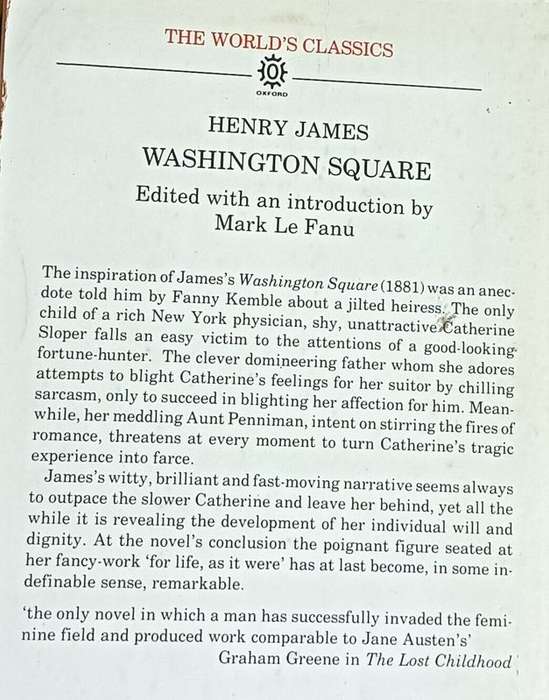 THE WORLD'S CLASSICS
OXFORD
HENRY JAMES
WASHINGTON SQUARE
Edited with an introduction by
Mark Le Fanu
The inspiration of James's Washington Square (1881) was an anec-
dote told him by Fanny Kemble about a jilted heiress. The only
child of a rich New York physician, shy, unattractive Catherine
Sloper falls an easy victim to the attentions of a good-looking
fortune-hunter. The clever domineering father whom she adores
attempts to blight Catherine's feelings for her suitor by chilling
sarcasm, only to succeed in blighting her affection for him. Mean-
while, her meddling Aunt Penniman, intent on stirring the fires of
romance, threatens at every moment to turn Catherine's tragic
experience into farce.
James's witty, brilliant and fast-moving narrative seems always
to outpace the slower Catherine and leave her behind, yet all the
while it is revealing the development of her individual will and
dignity. At the novel's conclusion the poignant figure seated at
her fancy-work 'for life, as it were' has at last become, in some in-
definable sense, remarkable.
'the only novel in which a man has successfully invaded the femi-
nine field and produced work comparable to Jane Austen's'
Graham Greene in The Lost Childhood